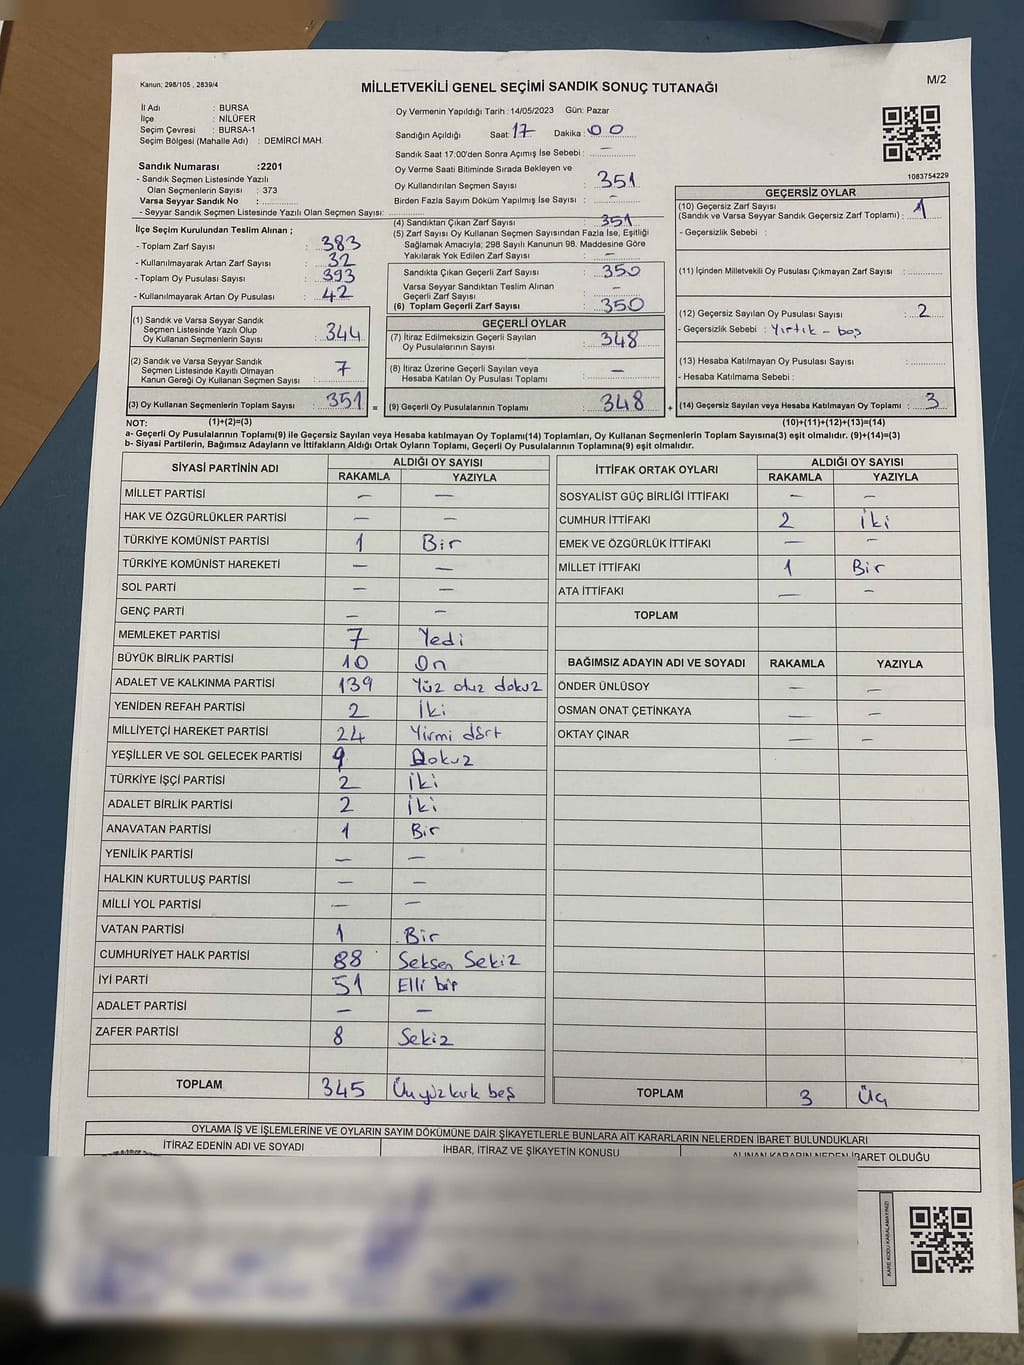 Kanun: 298/105 , 2839/4
MİLLETVEKİLİ GENEL SEÇİMİ SANDIK SONUÇ TUTANAĞI
M/2
İl Adı : BURSA
İlçe : NİLÜFER
Seçim Çevresi : BURSA-1
Seçim Bölgesi (Mahalle Adı) : DEMİRCİ MAH.
Sandık Numarası :2201
- Sandık Seçmen Listesinde Yazılı
Olan Seçmenlerin Sayısı : 373
Varsa Seyyar Sandık No :
- Seyyar Sandık Seçmen Listesinde Yazılı Olan Seçmen Sayısı:
İlçe Seçim Kurulundan Teslim Alınan ;
- Toplam Zarf Sayısı : 383
- Kullanılmayarak Artan Zarf Sayısı : 32
- Toplam Oy Pusulası Sayısı : 393
- Kullanılmayarak Artan Oy Pusulası : 42
(1) Sandık ve Varsa Seyyar Sandık
Seçmen Listesinde Yazılı Olup
Oy Kullanan Seçmenlerin Sayısı : 344
(2) Sandık ve Varsa Seyyar Sandık
Seçmen Listesinde Kayıtlı Olmayan
Kanun Gereği Oy Kullanan Seçmen Sayısı : 7
(3) Oy Kullanan Seçmenlerin Toplam Sayısı : 351 =
Oy Vermenin Yapıldığı Tarih : 14/05/2023 Gün: Pazar
Sandığın Açıldığı Saat: 17 Dakika : 00
Sandık Saat 17:00'den Sonra Açımış İse Sebebi : —
Oy Verme Saati Bitiminde Sırada Bekleyen ve
Oy Kullandırılan Seçmen Sayısı : 351
Birden Fazla Sayım Döküm Yapılmış İse Sayısı : —
(4) Sandıktan Çıkan Zarf Sayısı : 351
(5) Zarf Sayısı Oy Kullanan Seçmen Sayısından Fazla İse, Eşitliği
Sağlamak Amacıyla; 298 Sayılı Kanunun 98. Maddesine Göre
Yakılarak Yok Edilen Zarf Sayısı : —
Sandıkta Çıkan Geçerli Zarf Sayısı : 350
Varsa Seyyar Sandıktan Teslim Alınan
Geçerli Zarf Sayısı : —
(6) Toplam Geçerli Zarf Sayısı : 350
GEÇERLİ OYLAR
(7) İtiraz Edilmeksizin Geçerli Sayılan
Oy Pusulalarının Sayısı : 348
(8) İtiraz Üzerine Geçerli Sayılan veya
Hesaba Katılan Oy Pusulası Toplamı : —
(9) Geçerli Oy Pusulalarının Toplamı : 348 +
1083754229
GEÇERSİZ OYLAR
(10) Geçersiz Zarf Sayısı
(Sandık ve Varsa Seyyar Sandık Geçersiz Zarf Toplamı) : 1
- Geçersizlik Sebebi :
(11) İçinden Milletvekili Oy Pusulası Çıkmayan Zarf Sayısı :
(12) Geçersiz Sayılan Oy Pusulası Sayısı : 2
- Geçersizlik Sebebi : Yırtık - boş
(13) Hesaba Katılmayan Oy Pusulası Sayısı :
- Hesaba Katılmama Sebebi :
(14) Geçersiz Sayılan veya Hesaba Katılmayan Oy Toplamı : 3
NOT: (1)+(2)=(3) (10)+(11)+(12)+(13)=(14)
a- Geçerli Oy Pusulalarının Toplamı(9) ile Geçersiz Sayılan veya Hesaba katılmayan Oy Toplamı(14) Toplamları, Oy Kullanan Seçmenlerin Toplam Sayısına(3) eşit olmalıdır. (9)+(14)=(3)
b- Siyasi Partilerin, Bağımsız Adayların ve İttifakların Aldığı Oyların Toplamı, Geçerli Oy Pusulalarının Toplamına(9) eşit olmalıdır.
SİYASİ PARTİNİN ADI ALDIĞI OY SAYISI
RAKAMLA YAZIYLA
MİLLET PARTİSİ — —
HAK VE ÖZGÜRLÜKLER PARTİSİ — —
TÜRKİYE KOMÜNİST PARTİSİ 1 Bir
TÜRKİYE KOMÜNİST HAREKETİ — —
SOL PARTİ — —
GENÇ PARTİ — —
MEMLEKET PARTİSİ 7 Yedi
BÜYÜK BİRLİK PARTİSİ 10 On
ADALET VE KALKINMA PARTİSİ 139 Yüz otuz dokuz
YENİDEN REFAH PARTİSİ 2 İki
MİLLİYETÇİ HAREKET PARTİSİ 24 Yirmi dört
YEŞİLLER VE SOL GELECEK PARTİSİ 9 Dokuz
TÜRKİYE İŞÇİ PARTİSİ 2 İki
ADALET BİRLİK PARTİSİ 2 İki
ANAVATAN PARTİSİ 1 Bir
YENİLİK PARTİSİ — —
HALKIN KURTULUŞ PARTİSİ — —
MİLLİ YOL PARTİSİ — —
VATAN PARTİSİ 1 Bir
CUMHURİYET HALK PARTİSİ 88 Seksen Sekiz
İYİ PARTİ 51 Elli bir
ADALET PARTİSİ — —
ZAFER PARTİSİ 8 Sekiz
TOPLAM 345 Üçyüz kırk beş
İTTİFAK ORTAK OYLARI ALDIĞI OY SAYISI
RAKAMLA YAZIYLA
SOSYALİST GÜÇ BİRLİĞİ İTTİFAKI — —
CUMHUR İTTİFAKI 2 İki
EMEK VE ÖZGÜRLÜK İTTİFAKI — —
MİLLET İTTİFAKI 1 Bir
ATA İTTİFAKI — —
TOPLAM
BAĞIMSIZ ADAYIN ADI VE SOYADI RAKAMLA YAZIYLA
ÖNDER ÜNLÜSOY — —
OSMAN ONAT ÇETİNKAYA — —
OKTAY ÇINAR — —
TOPLAM 3 Üç
OYLAMA İŞ VE İŞLEMLERİNE VE OYLARIN SAYIM DÖKÜMÜNE DAİR ŞİKAYETLERLE BUNLARA AİT KARARLARIN NELERDEN İBARET BULUNDUKLARI
İTİRAZ EDENİN ADI VE SOYADI İHBAR, İTİRAZ VE ŞİKAYETİN KONUSU ALINAN KARARIN NEDEN İBARET OLDUĞU
KARE KODU KARALAMAYINIZ!